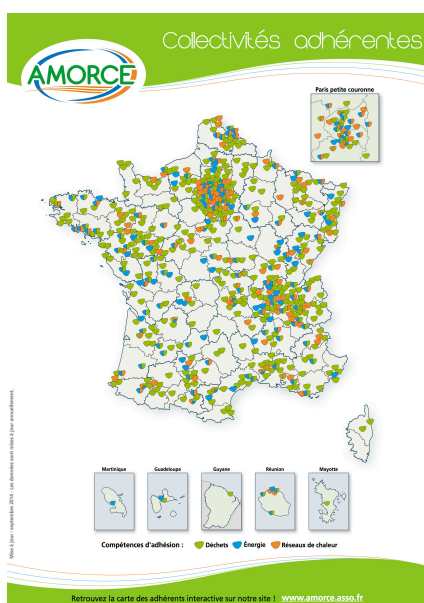 Collectivités adhérentes
AMORCE
Paris petite couronne
Mise à jour : septembre 2014 - Les données sont mises à jour annuellement.
Martinique
Guadeloupe
Guyane
Réunion
Mayotte
Compétences d'adhésion : Déchets Énergie Réseaux de chaleur
Retrouvez la carte des adhérents interactive sur notre site ! www.amorce.asso.fr